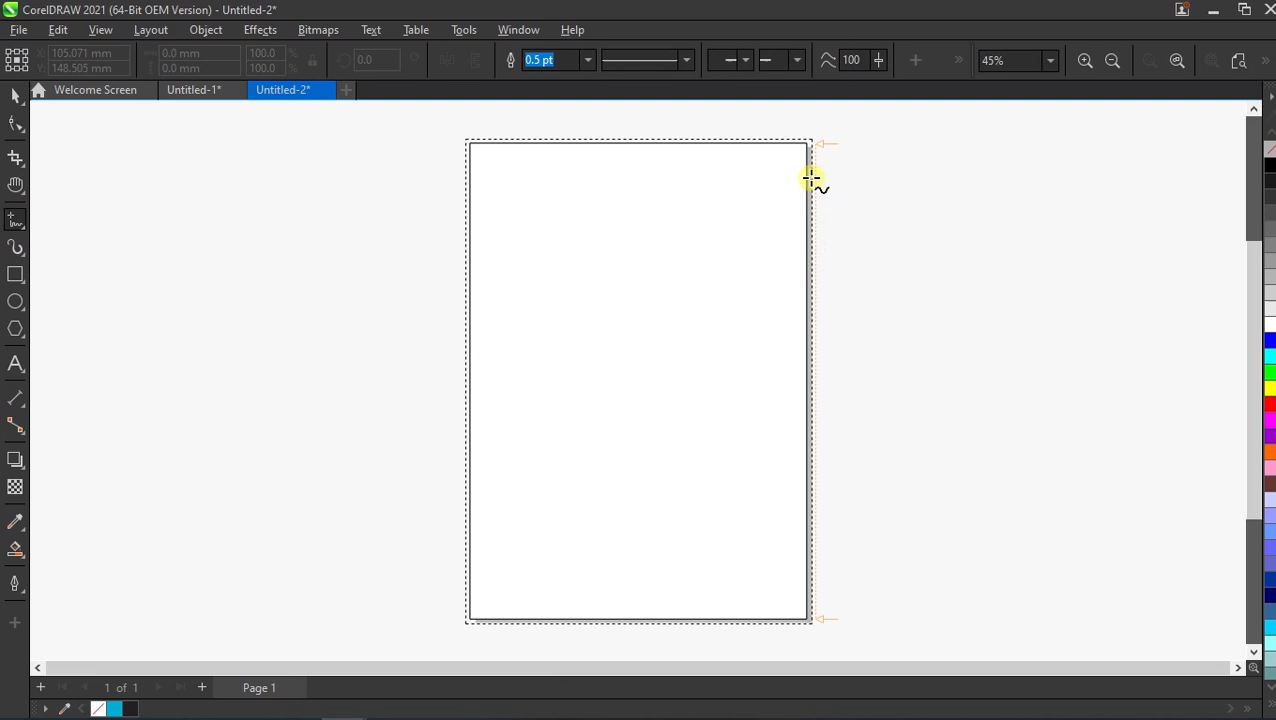 CorelDRAW 2021 (64-Bit OEM Version) - Untitled-2*
File Edit View Layout Object Effects Bitmaps Text Table Tools Window Help
X: 105.071 mm 0.0 mm 100.0 % 0.0 0.5 pt 100 45%
Y: 148.505 mm 0.0 mm 100.0 %
Welcome Screen Untitled-1* Untitled-2*
1 of 1 Page 1